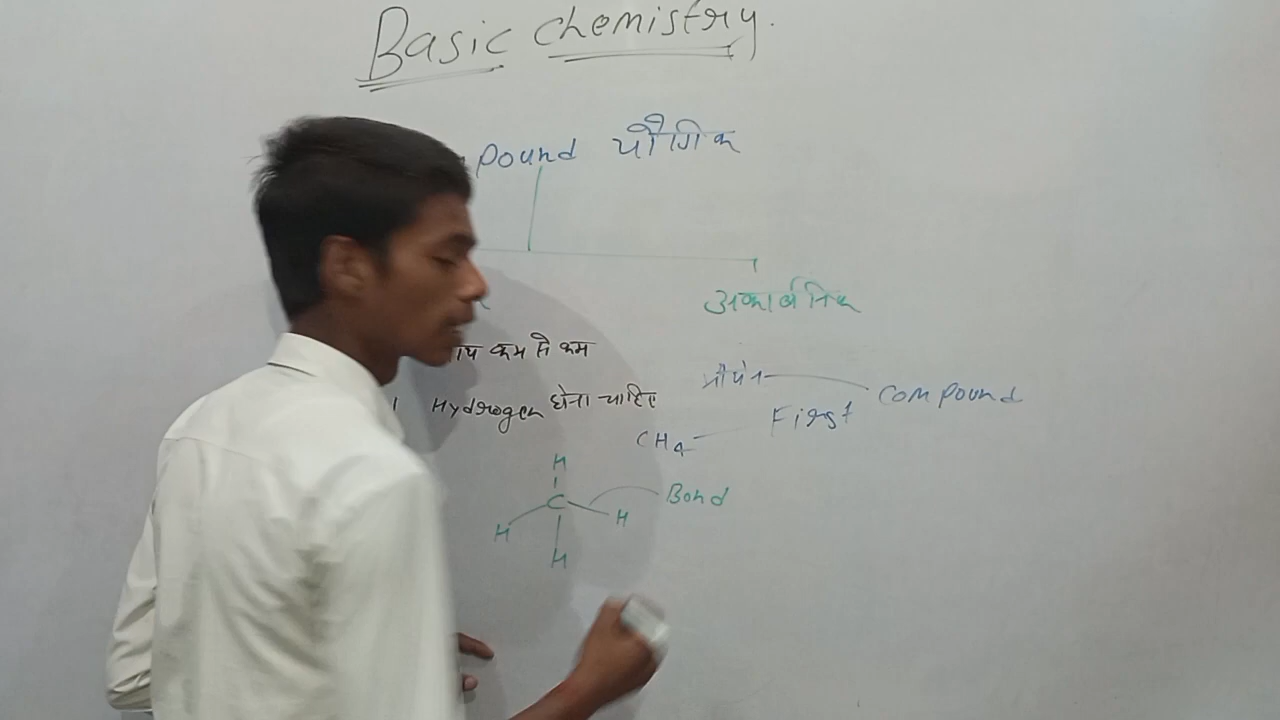 Basic chemistry.
pound यौगिक
अकार्बनिक
कम से कम
Compound
Hydrogen होना चाहिए
First
CH4
H
C
Bond
H
H
H